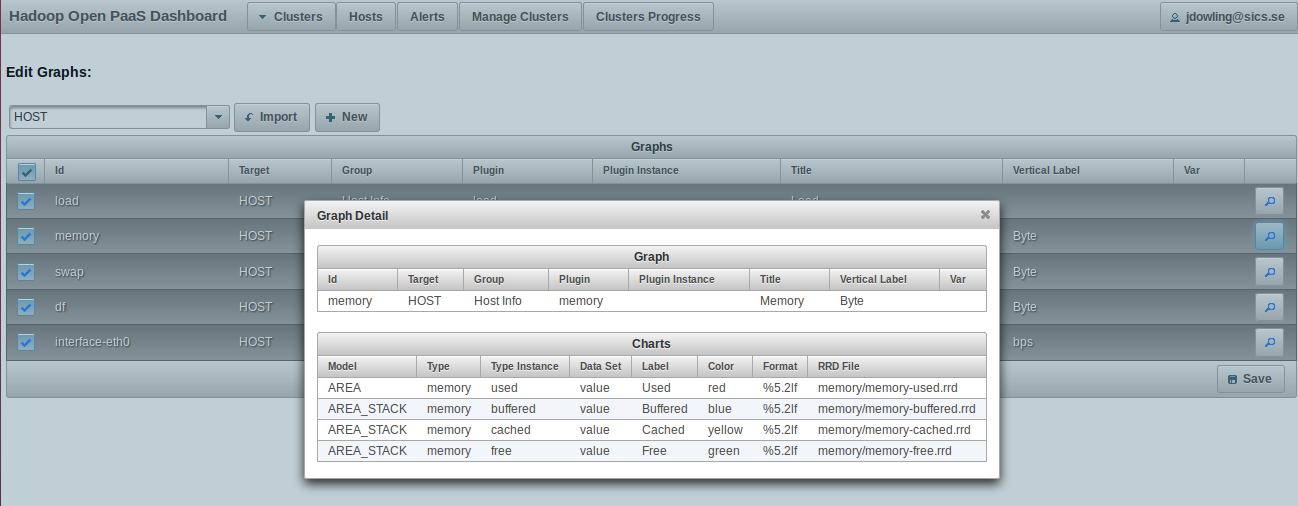 Hadoop Open PaaS Dashboard Clusters Hosts Alerts Manage Clusters Clusters Progress jdowling@sics.se
Edit Graphs:
HOST Import New
Graphs
Id Target Group Plugin Plugin Instance Title Vertical Label Var
load HOST Host Info load Load
memory HOST Byte
swap HOST Byte
df HOST Byte
interface-eth0 HOST bps
Save
Graph Detail
Graph
Id Target Group Plugin Plugin Instance Title Vertical Label Var
memory HOST Host Info memory Memory Byte
Charts
Model Type Type Instance Data Set Label Color Format RRD File
AREA memory used value Used red %5.2lf memory/memory-used.rrd
AREA_STACK memory buffered value Buffered blue %5.2lf memory/memory-buffered.rrd
AREA_STACK memory cached value Cached yellow %5.2lf memory/memory-cached.rrd
AREA_STACK memory free value Free green %5.2lf memory/memory-free.rrd